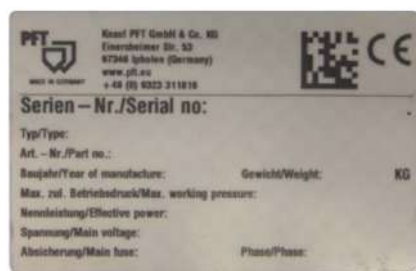 PFT
MADE IN GERMANY
Knauf PFT GmbH & Co. KG
Einersheimer Str. 53
97346 Iphofen (Germany)
www.pft.eu
+49 (0) 9323 311818
CE
Serien – Nr./Serial no:
Typ/Type:
Art. – Nr./Part no.:
Baujahr/Year of manufacture: Gewicht/Weight: KG
Max. zul. Betriebsdruck/Max. working pressure:
Nennleistung/Effective power:
Spannung/Main voltage:
Absicherung/Main fuse: Phase/Phase: